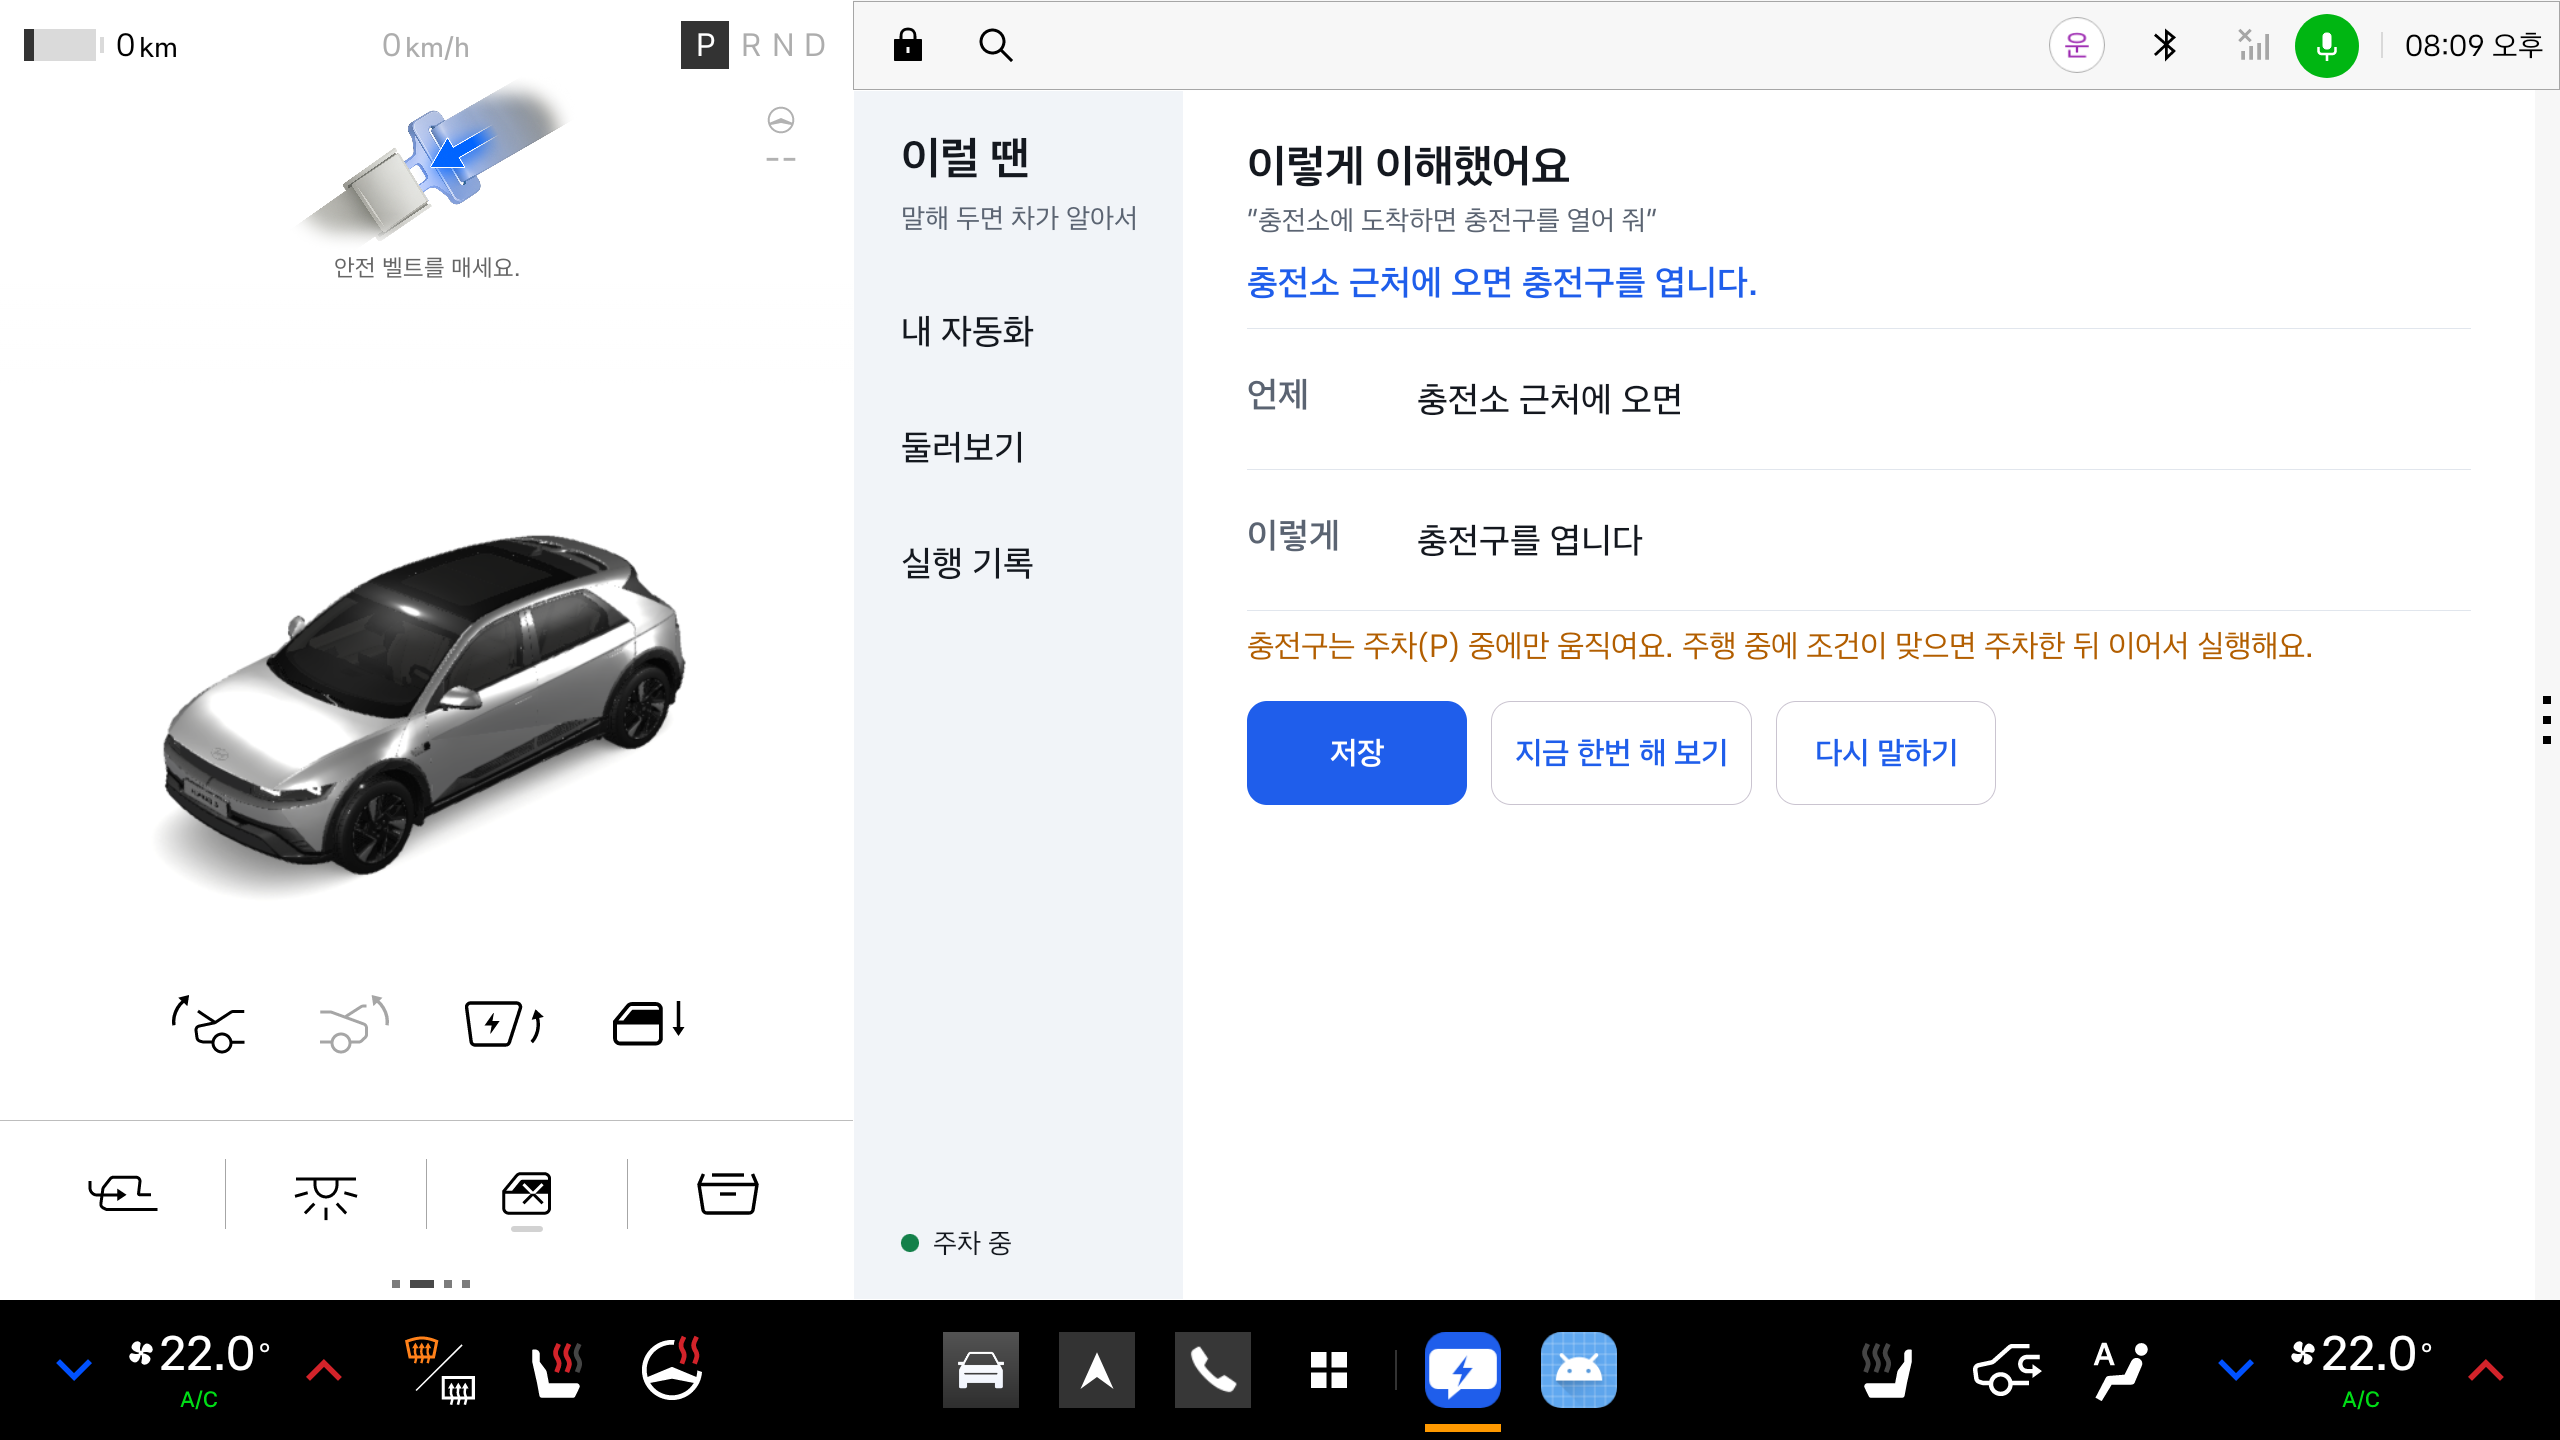 0 km
0 km/h
P R N D
운
08:09 오후
--
안전 벨트를 매세요.
이럴 땐
말해 두면 차가 알아서
내 자동화
둘러보기
실행 기록
주차 중
이렇게 이해했어요
"충전소에 도착하면 충전구를 열어 줘"
충전소 근처에 오면 충전구를 엽니다.
언제
충전소 근처에 오면
이렇게
충전구를 엽니다
충전구는 주차(P) 중에만 움직여요. 주행 중에 조건이 맞으면 주차한 뒤 이어서 실행해요.
저장
지금 한번 해 보기
다시 말하기
22.0°
A/C
A
22.0°
A/C